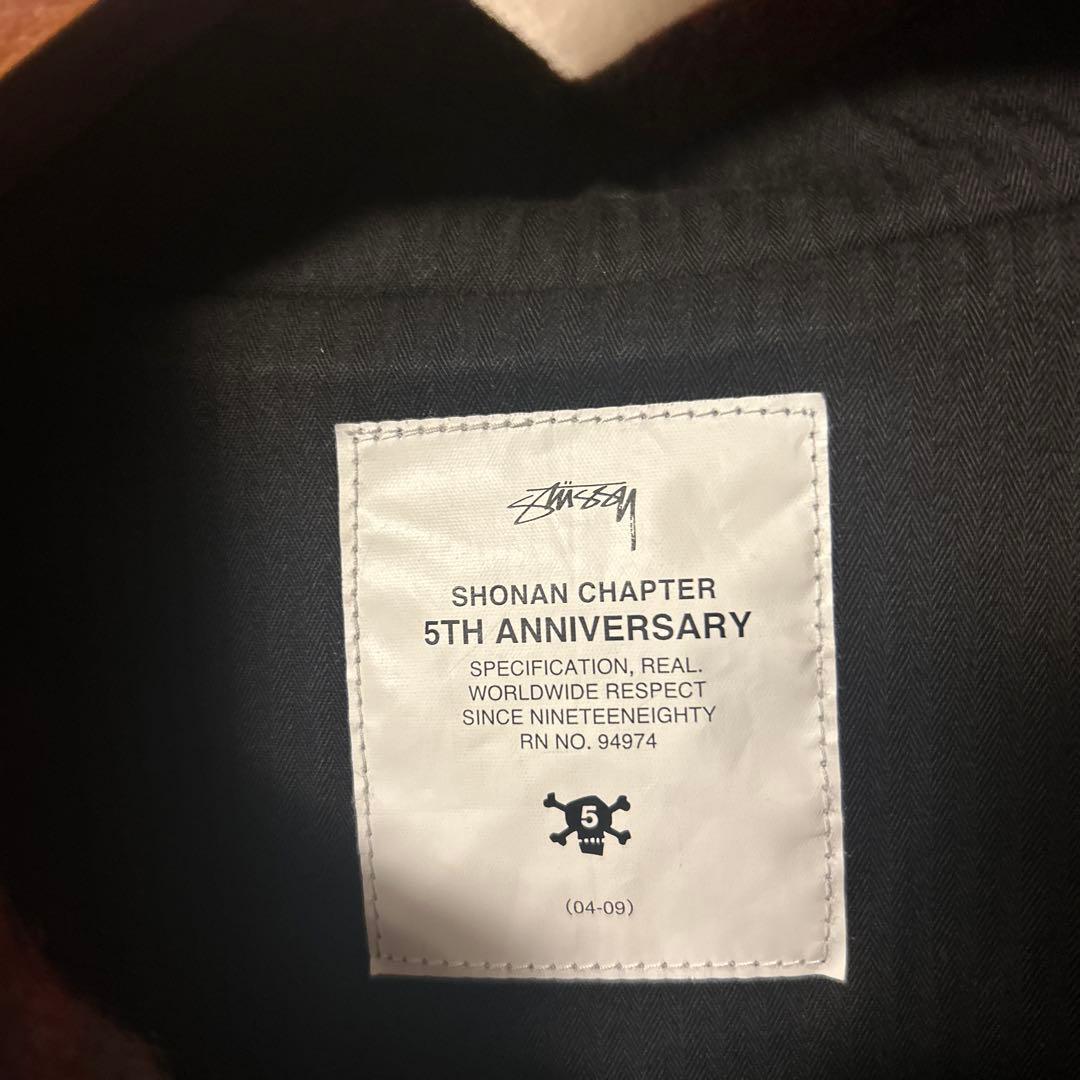 Stüssy
SHONAN CHAPTER
5TH ANNIVERSARY
SPECIFICATION, REAL.
WORLDWIDE RESPECT
SINCE NINETEENEIGHTY
RN NO. 94974
5
(04-09)